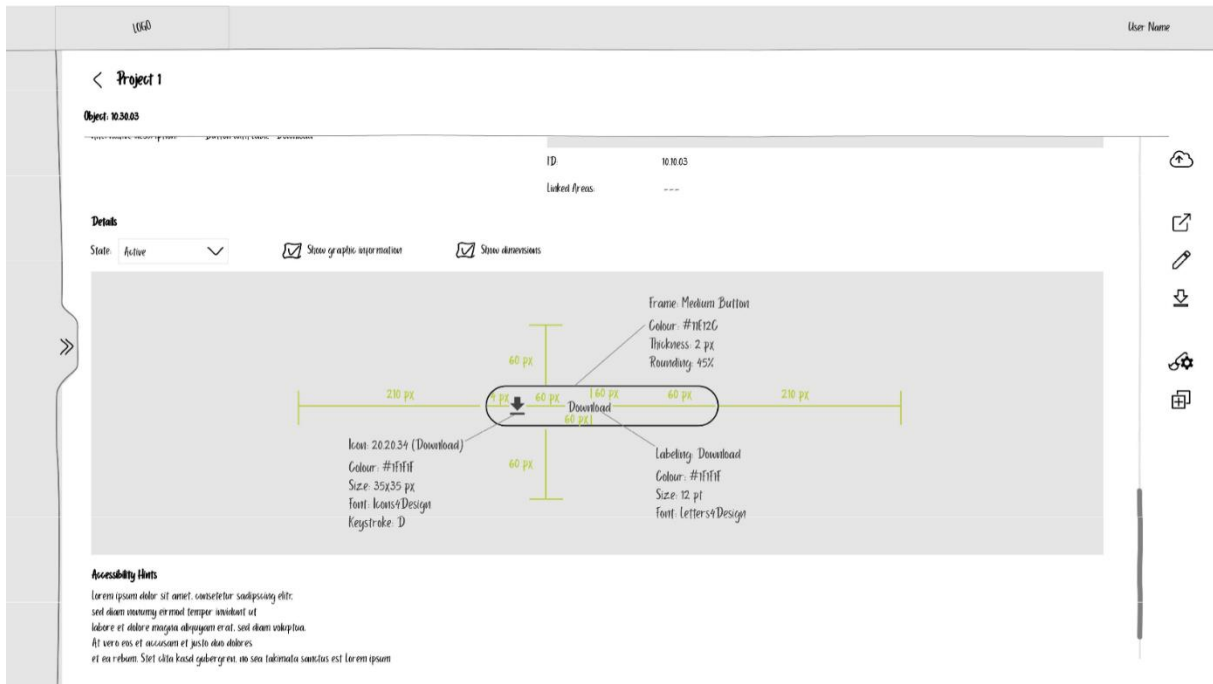 LOGO
User Name
Project 1
Object: 10.30.03
ID: 10.10.03
Linked Areas: ---
Details
State: Active
Show graphic information
Show dimensions
Frame: Medium Button
Colour: #11E12C
Thickness: 2 px
Rounding: 45%
60 px
210 px
4 px
60 px
60 px
60 px
210 px
Download
60 px
Icon: 20.20.34 (Download)
Colour: #1F1F1F
Size: 35x35 px
Font: Icons4Design
Keystroke: D
60 px
Labeling: Download
Colour: #1F1F1F
Size: 12 pt
Font: Letters4Design
Accessibility Hints
Lorem ipsum dolor sit amet, consetetur sadipscing elitr,
sed diam nonumy eirmod tempor invidunt ut
labore et dolore magna aliquyam erat, sed diam voluptua.
At vero eos et accusam et justo duo dolores
et ea rebum. Stet clita kasd gubergren, no sea takimata sanctus est Lorem ipsum